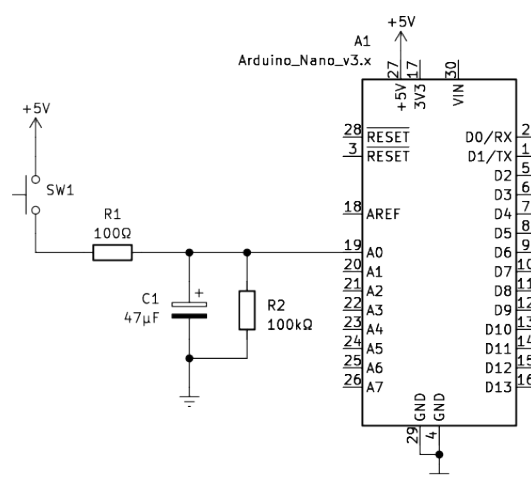 +5V
A1
Arduino_Nano_v3.x
27
17
30
+5V
3V3
VIN
+5V
28
RESET
D0/RX
2
3
RESET
D1/TX
1
D2
5
SW1
D3
6
18
AREF
D4
7
D5
8
R1
100Ω
19
A0
D6
9
20
A1
D7
10
21
A2
D8
11
C1
+
47µF
R2
100kΩ
22
A3
D9
12
23
A4
D10
13
24
A5
D11
14
25
A6
D12
15
26
A7
D13
16
GND
GND
29
4